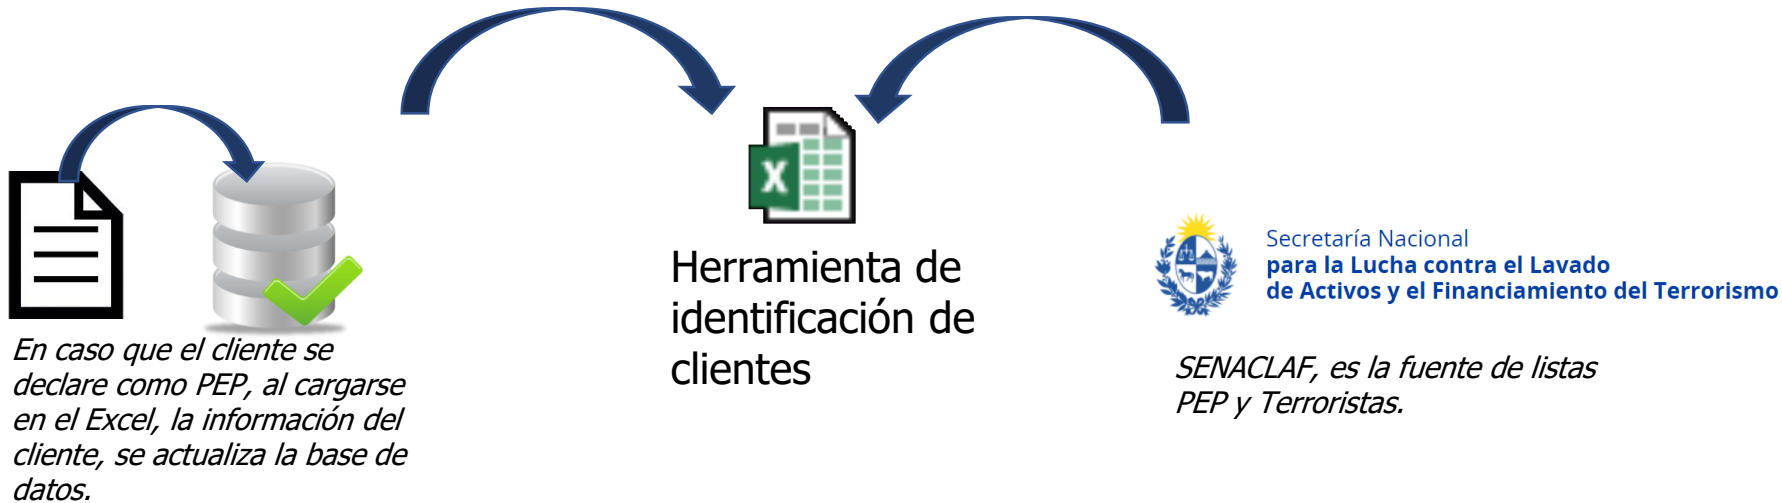 En caso que el cliente se
declare como PEP, al cargarse
en el Excel, la información del
cliente, se actualiza la base de
datos.
X
Herramienta de
identificación de
clientes
Secretaría Nacional
para la Lucha contra el Lavado
de Activos y el Financiamiento del Terrorismo
SENACLAF, es la fuente de listas
PEP y Terroristas.